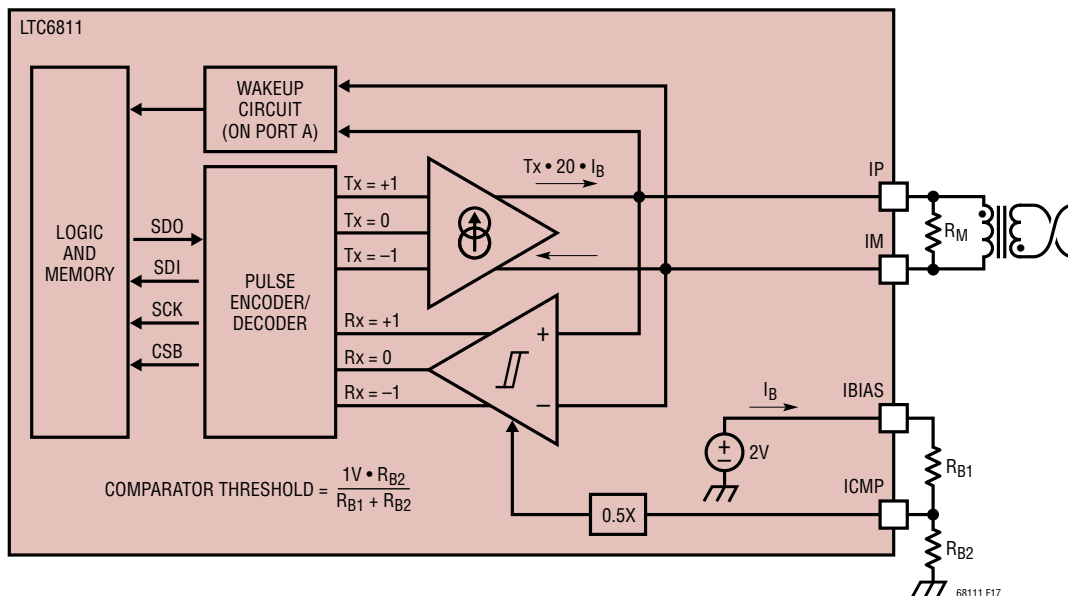 LTC6811
WAKEUP
CIRCUIT
(ON PORT A)
LOGIC
AND
MEMORY
SDO
SDI
SCK
CSB
PULSE
ENCODER/
DECODER
Tx = +1
Tx = 0
Tx = –1
Rx = +1
Rx = 0
Rx = –1
Tx • 20 • IB
+
–
IP
IM
RM
IB
IBIAS
+
–
2V
RB1
ICMP
0.5X
RB2
COMPARATOR THRESHOLD = 1V • RB2 / RB1 + RB2
68111 F17